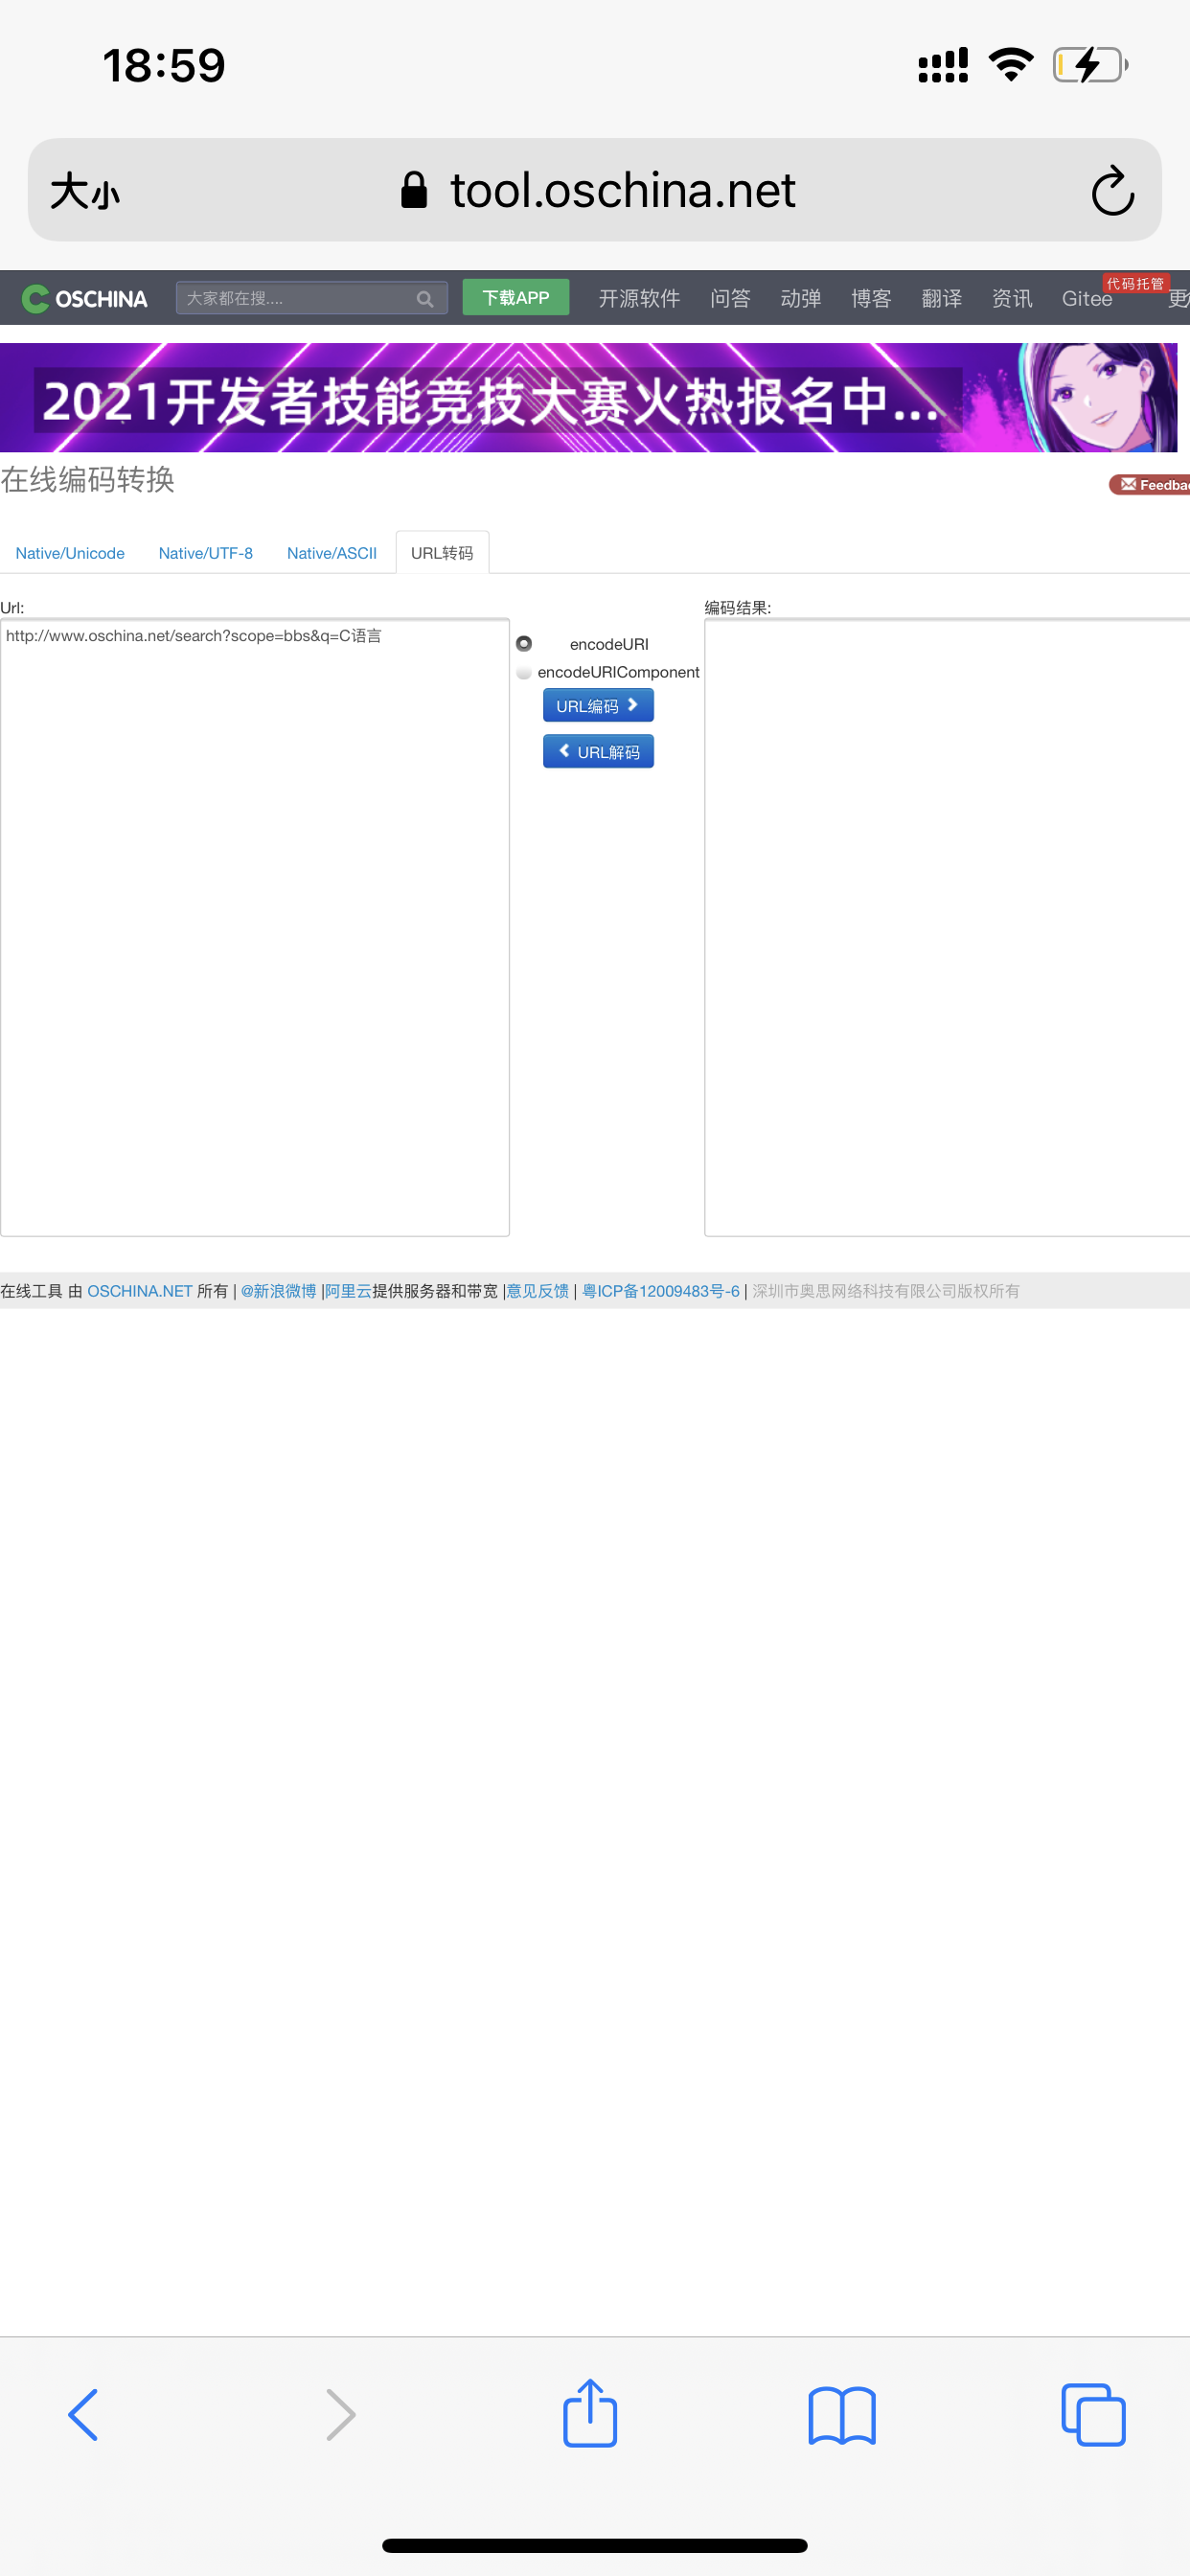 18:59
大小 tool.oschina.net
OSCHINA 大家都在搜.... 下载APP 开源软件 问答 动弹 博客 翻译 资讯 Gitee 代码托管 更
2021开发者技能竞技大赛火热报名中...
在线编码转换
Feedba
Native/Unicode Native/UTF-8 Native/ASCII URL转码
Url: 编码结果:
http://www.oschina.net/search?scope=bbs&q=C语言
encodeURI
encodeURIComponent
URL编码
URL解码
在线工具 由 OSCHINA.NET 所有 | @新浪微博 |阿里云提供服务器和带宽 |意见反馈 | 粤ICP备12009483号-6 | 深圳市奥思网络科技有限公司版权所有